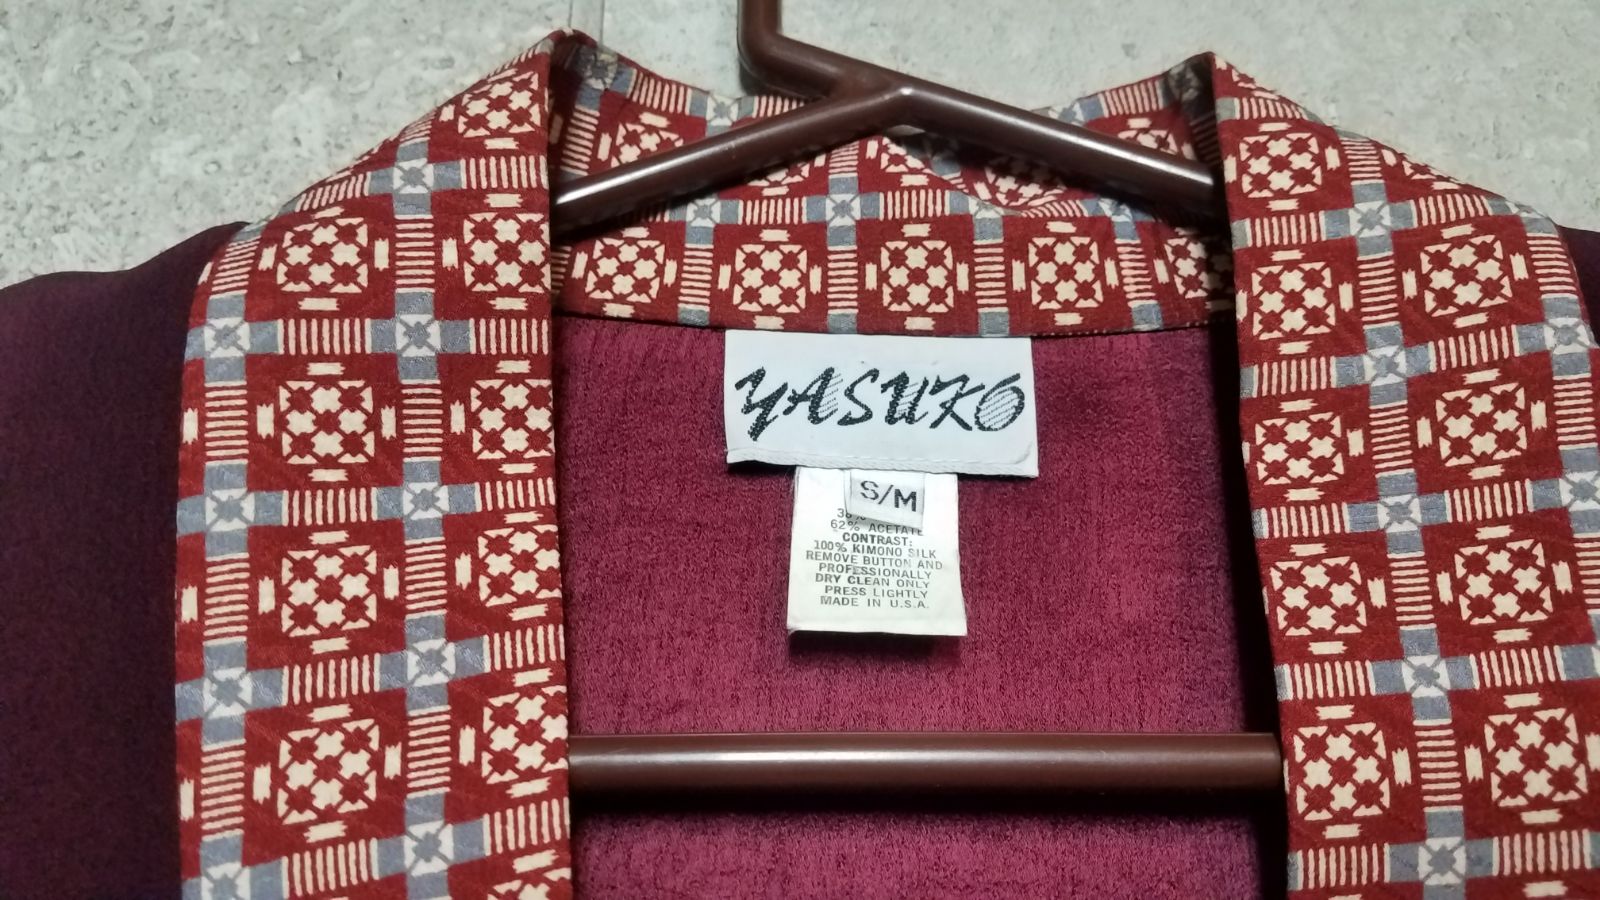 YASUKO
S/M
62% ACETATE
CONTRAST:
100% KIMONO SILK
REMOVE BUTTON AND
PROFESSIONALLY
DRY CLEAN ONLY
PRESS LIGHTLY
MADE IN U.S.A.